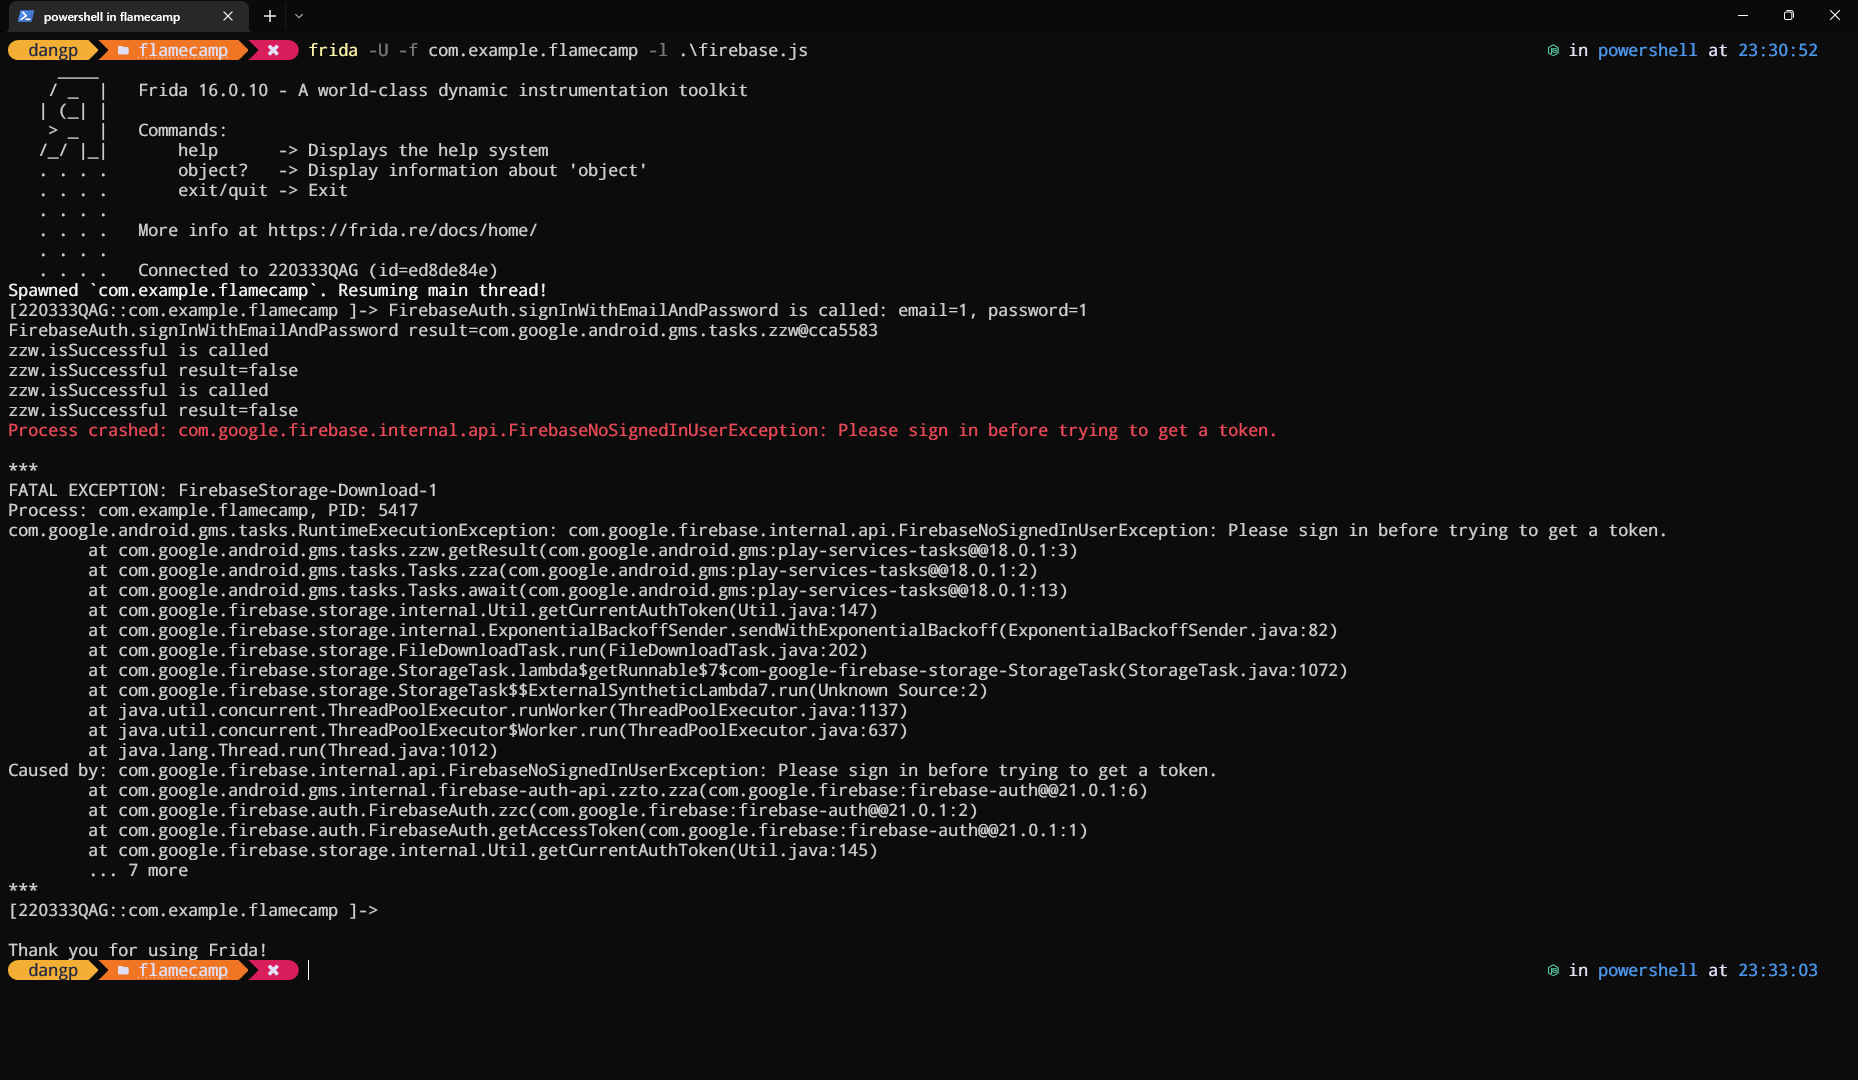 powershell in flamecamp
dangp flamecamp ✖ frida -U -f com.example.flamecamp -l .\firebase.js in powershell at 23:30:52
     ____
    / _  |   Frida 16.0.10 - A world-class dynamic instrumentation toolkit
   | (_| |
    > _  |   Commands:
   /_/ |_|       help      -> Displays the help system
   . . . .       object?   -> Display information about 'object'
   . . . .       exit/quit -> Exit
   . . . .
   . . . .   More info at https://frida.re/docs/home/
   . . . .
   . . . .   Connected to 220333QAG (id=ed8de84e)
Spawned `com.example.flamecamp`. Resuming main thread!
[220333QAG::com.example.flamecamp ]-> FirebaseAuth.signInWithEmailAndPassword is called: email=1, password=1
FirebaseAuth.signInWithEmailAndPassword result=com.google.android.gms.tasks.zzw@cca5583
zzw.isSuccessful is called
zzw.isSuccessful result=false
zzw.isSuccessful is called
zzw.isSuccessful result=false
Process crashed: com.google.firebase.internal.api.FirebaseNoSignedInUserException: Please sign in before trying to get a token.
***
FATAL EXCEPTION: FirebaseStorage-Download-1
Process: com.example.flamecamp, PID: 5417
com.google.android.gms.tasks.RuntimeExecutionException: com.google.firebase.internal.api.FirebaseNoSignedInUserException: Please sign in before trying to get a token.
        at com.google.android.gms.tasks.zzw.getResult(com.google.android.gms:play-services-tasks@@18.0.1:3)
        at com.google.android.gms.tasks.Tasks.zza(com.google.android.gms:play-services-tasks@@18.0.1:2)
        at com.google.android.gms.tasks.Tasks.await(com.google.android.gms:play-services-tasks@@18.0.1:13)
        at com.google.firebase.storage.internal.Util.getCurrentAuthToken(Util.java:147)
        at com.google.firebase.storage.internal.ExponentialBackoffSender.sendWithExponentialBackoff(ExponentialBackoffSender.java:82)
        at com.google.firebase.storage.FileDownloadTask.run(FileDownloadTask.java:202)
        at com.google.firebase.storage.StorageTask.lambda$getRunnable$7$com-google-firebase-storage-StorageTask(StorageTask.java:1072)
        at com.google.firebase.storage.StorageTask$$ExternalSyntheticLambda7.run(Unknown Source:2)
        at java.util.concurrent.ThreadPoolExecutor.runWorker(ThreadPoolExecutor.java:1137)
        at java.util.concurrent.ThreadPoolExecutor$Worker.run(ThreadPoolExecutor.java:637)
        at java.lang.Thread.run(Thread.java:1012)
Caused by: com.google.firebase.internal.api.FirebaseNoSignedInUserException: Please sign in before trying to get a token.
        at com.google.android.gms.internal.firebase-auth-api.zzto.zza(com.google.firebase:firebase-auth@@21.0.1:6)
        at com.google.firebase.auth.FirebaseAuth.zzc(com.google.firebase:firebase-auth@@21.0.1:2)
        at com.google.firebase.auth.FirebaseAuth.getAccessToken(com.google.firebase:firebase-auth@@21.0.1:1)
        at com.google.firebase.storage.internal.Util.getCurrentAuthToken(Util.java:145)
        ... 7 more
***
[220333QAG::com.example.flamecamp ]->
Thank you for using Frida!
dangp flamecamp ✖ in powershell at 23:33:03